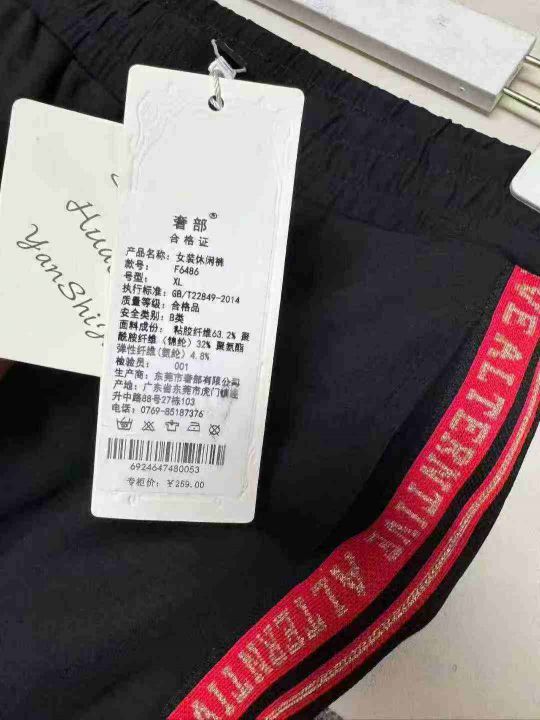 奢部®
合格证
产品名称: 女装休闲裤
款号: F6486
号型: XL
执行标准: GB/T22849-2014
质量等级: 合格品
安全类别: B类
面料成份: 粘胶纤维63.2% 聚
酰胺纤维 (锦纶) 32% 聚氨酯
弹性纤维(氨纶) 4.8%
检验员: 001
生产商: 东莞市奢部有限公司
产地: 广东省东莞市虎门镇连
升中路88号27栋103
电话: 0769-85187376
6924647480053
专柜价: ¥259.00
YanShi
VEALTERNTIVE
ALTERNTIV